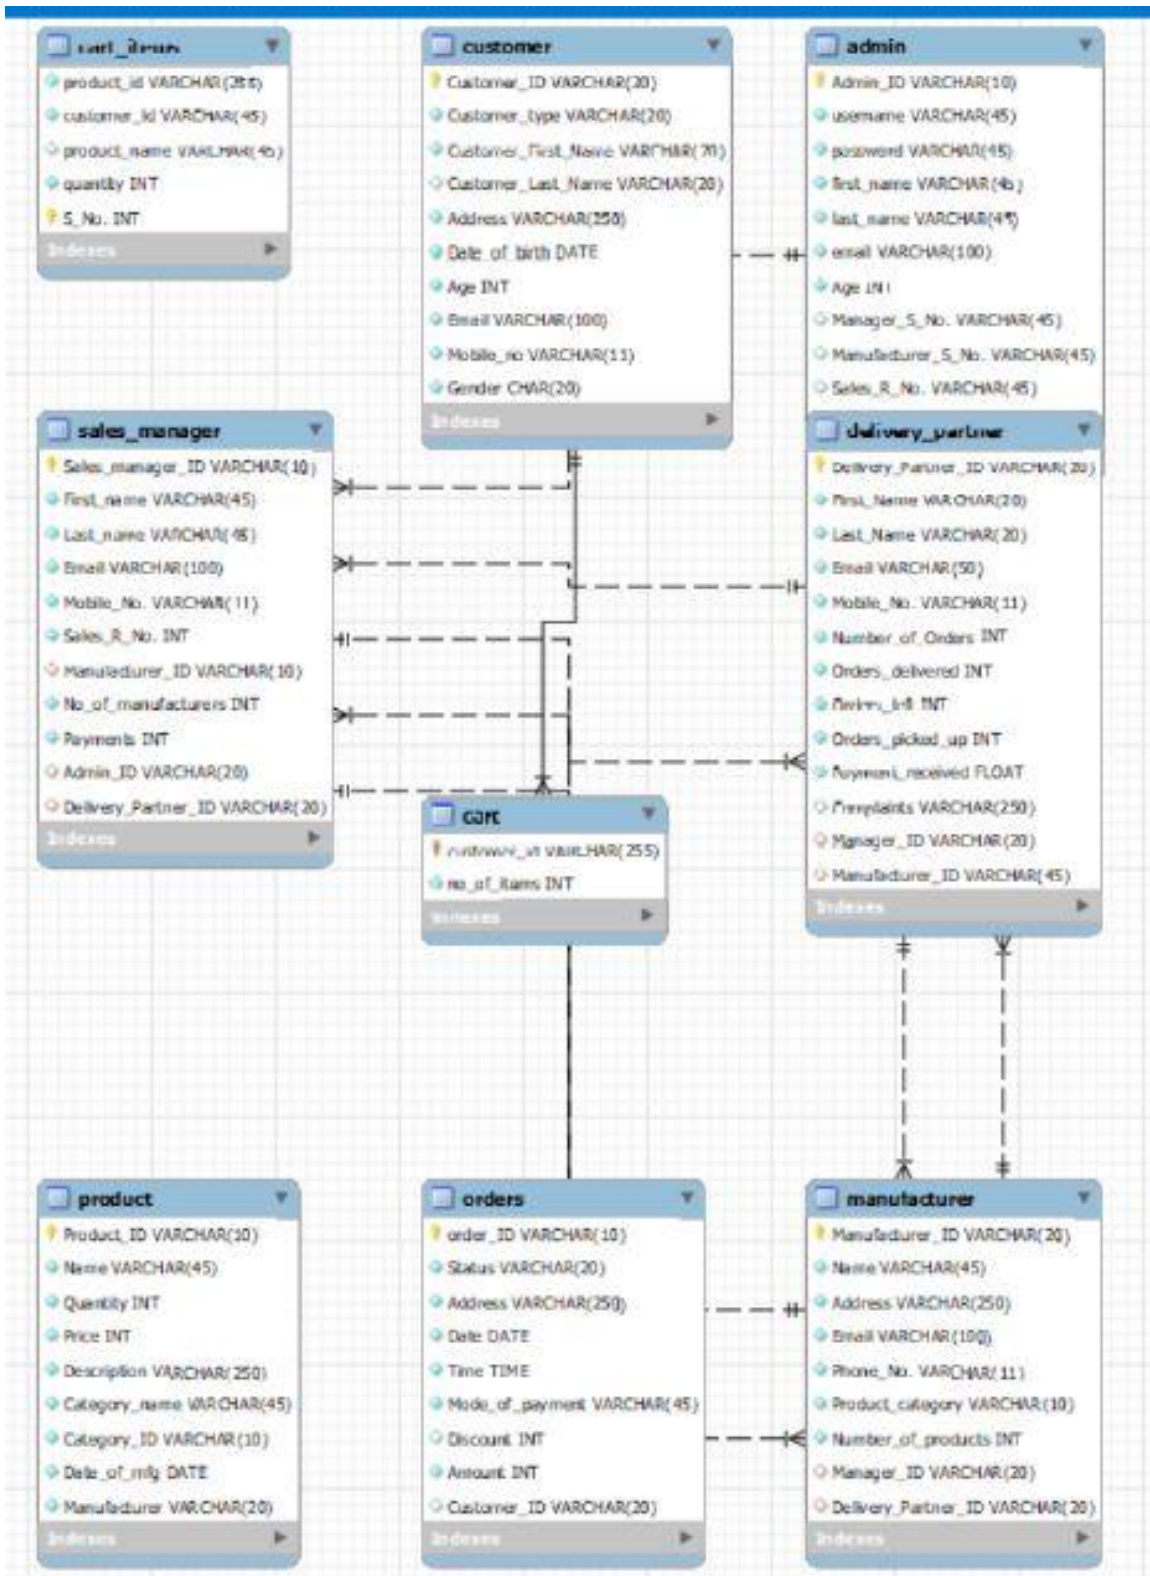 cart_items
product_id VARCHAR(255)
customer_id VARCHAR(45)
product_name VARCHAR(45)
quantity INT
S_No. INT
Indexes
customer
Customer_ID VARCHAR(20)
Customer_type VARCHAR(20)
Customer_First_Name VARCHAR(20)
Customer_Last_Name VARCHAR(20)
Address VARCHAR(250)
Date_of_birth DATE
Age INT
Email VARCHAR(100)
Mobile_no VARCHAR(11)
Gender CHAR(20)
Indexes
admin
Admin_ID VARCHAR(10)
username VARCHAR(45)
password VARCHAR(45)
first_name VARCHAR(45)
last_name VARCHAR(45)
email VARCHAR(100)
Age INT
Manager_S_No. VARCHAR(45)
Manufacturer_S_No. VARCHAR(45)
Sales_R_No. VARCHAR(45)
sales_manager
Sales_manager_ID VARCHAR(10)
First_name VARCHAR(45)
Last_name VARCHAR(45)
Email VARCHAR(100)
Mobile_No. VARCHAR(11)
Sales_R_No. INT
Manufacturer_ID VARCHAR(10)
No_of_manufacturers INT
Payments INT
Admin_ID VARCHAR(20)
Delivery_Partner_ID VARCHAR(20)
Indexes
delivery_partner
Delivery_Partner_ID VARCHAR(20)
First_Name VARCHAR(20)
Last_Name VARCHAR(20)
Email VARCHAR(50)
Mobile_No. VARCHAR(11)
Number_of_Orders INT
Orders_delivered INT
Orders_left INT
Orders_picked_up INT
Payment_received FLOAT
Complaints VARCHAR(250)
Manager_ID VARCHAR(20)
Manufacturer_ID VARCHAR(45)
Indexes
cart
customer_id VARCHAR(255)
no_of_items INT
Indexes
product
Product_ID VARCHAR(10)
Name VARCHAR(45)
Quantity INT
Price INT
Description VARCHAR(250)
Category_name VARCHAR(45)
Category_ID VARCHAR(10)
Date_of_mfg DATE
Manufacturer VARCHAR(20)
Indexes
orders
order_ID VARCHAR(10)
Status VARCHAR(20)
Address VARCHAR(250)
Date DATE
Time TIME
Mode_of_payment VARCHAR(45)
Discount INT
Amount INT
Customer_ID VARCHAR(20)
Indexes
manufacturer
Manufacturer_ID VARCHAR(20)
Name VARCHAR(45)
Address VARCHAR(250)
Email VARCHAR(100)
Phone_No. VARCHAR(11)
Product_category VARCHAR(10)
Number_of_products INT
Manager_ID VARCHAR(20)
Delivery_Partner_ID VARCHAR(20)
Indexes